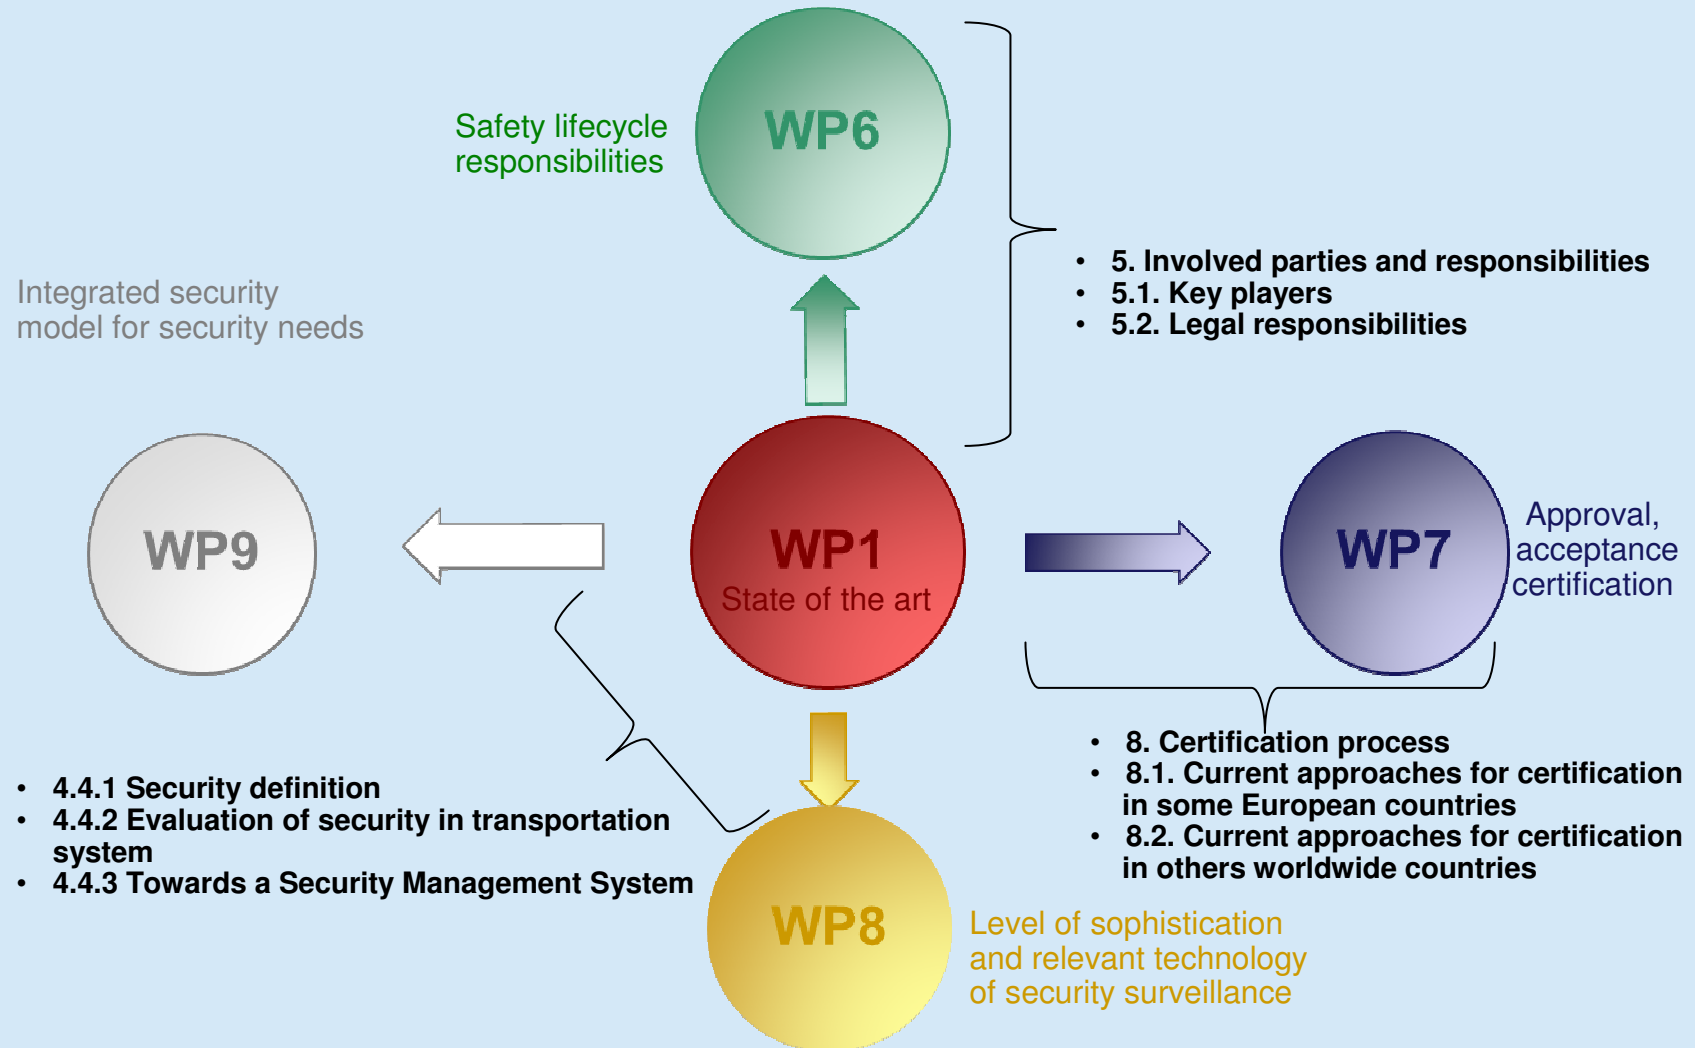 WP6
Safety lifecycle
responsibilities
• 5. Involved parties and responsibilities
• 5.1. Key players
• 5.2. Legal responsibilities
Integrated security
model for security needs
WP9
WP1
State of the art
WP7
Approval,
acceptance
certification
• 4.4.1 Security definition
• 4.4.2 Evaluation of security in transportation
system
• 4.4.3 Towards a Security Management System
• 8. Certification process
• 8.1. Current approaches for certification
in some European countries
• 8.2. Current approaches for certification
in others worldwide countries
WP8
Level of sophistication
and relevant technology
of security surveillance